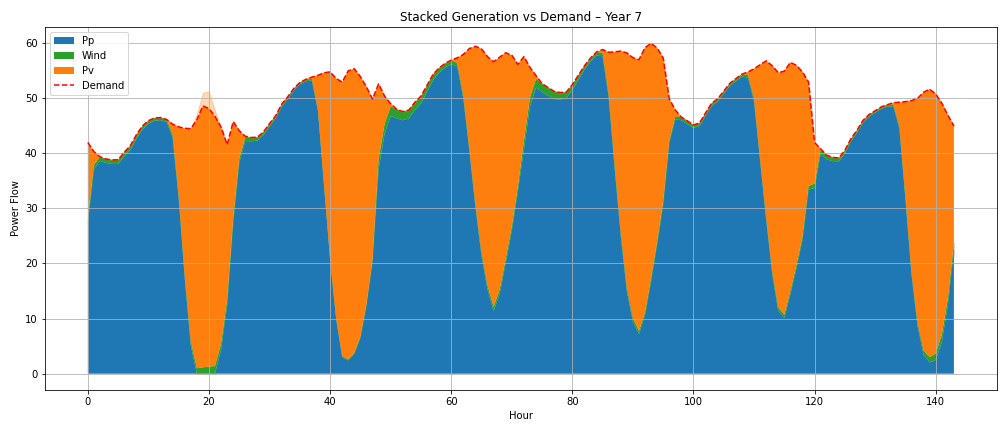 Stacked Generation vs Demand – Year 7
Pp
Wind
Pv
Demand
Power Flow
60
50
40
30
20
10
0
0 20 40 60 80 100 120 140
Hour